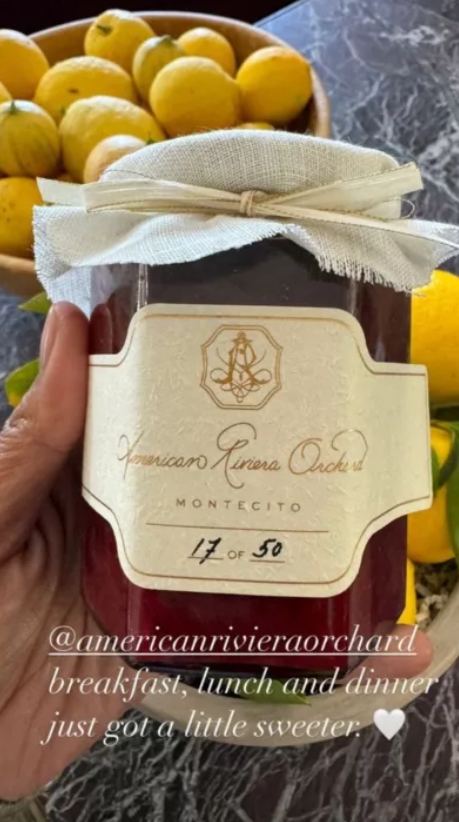 American Riviera Orchard
MONTECITO
17 OF 50
@americanrivieraorchard
breakfast, lunch and dinner
just got a little sweeter. 🤍